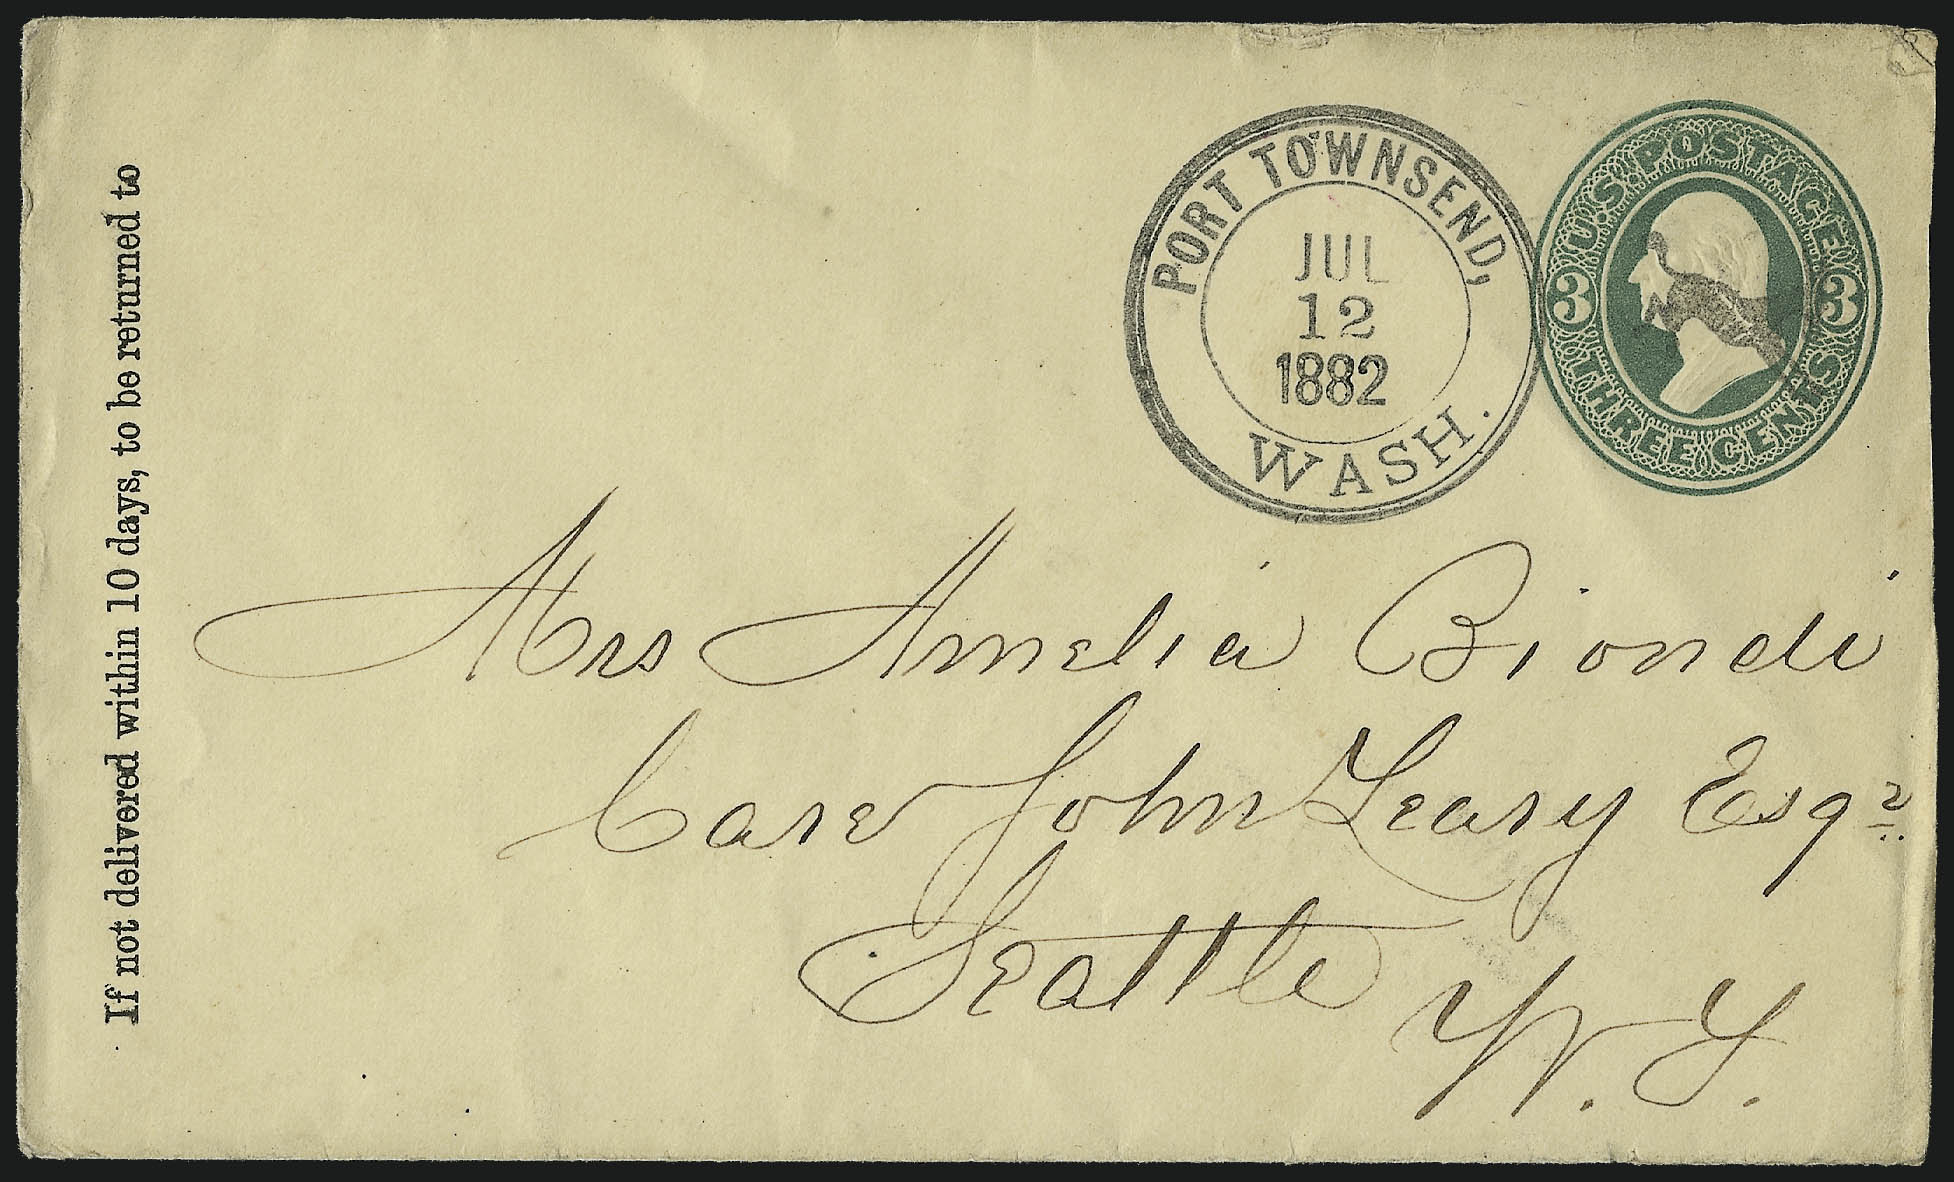 If not delivered within 10 days, to be returned to
PORT TOWNSEND,
JUL
12
1882
WASH.
U.S. POSTAGE
3 3
THREE CENTS
Mrs Amelia Biondi
Care John Leary Esqr.
Seattle
W. T.